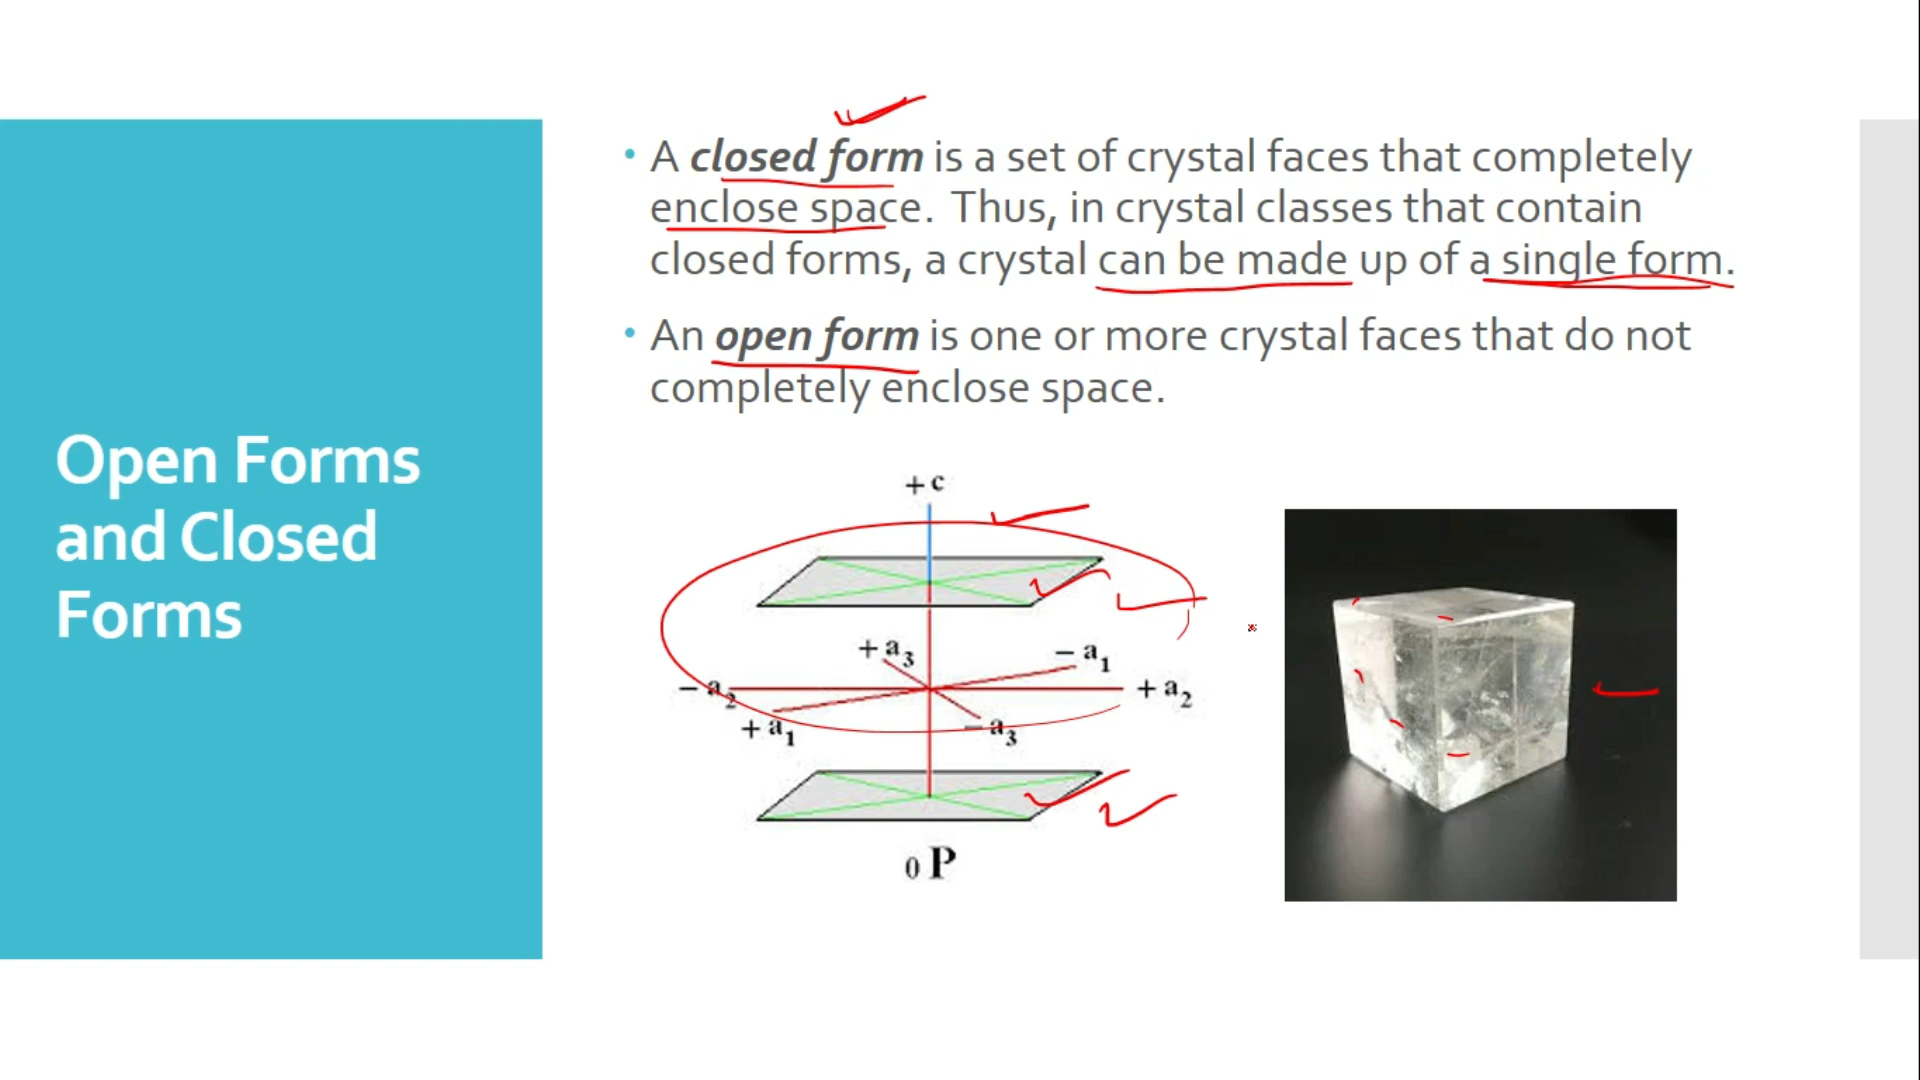 Open Forms
and Closed
Forms
• A closed form is a set of crystal faces that completely
enclose space. Thus, in crystal classes that contain
closed forms, a crystal can be made up of a single form.
• An open form is one or more crystal faces that do not
completely enclose space.
+ c
+ a3
- a1
- a2
+ a2
+ a1
- a3
0 P